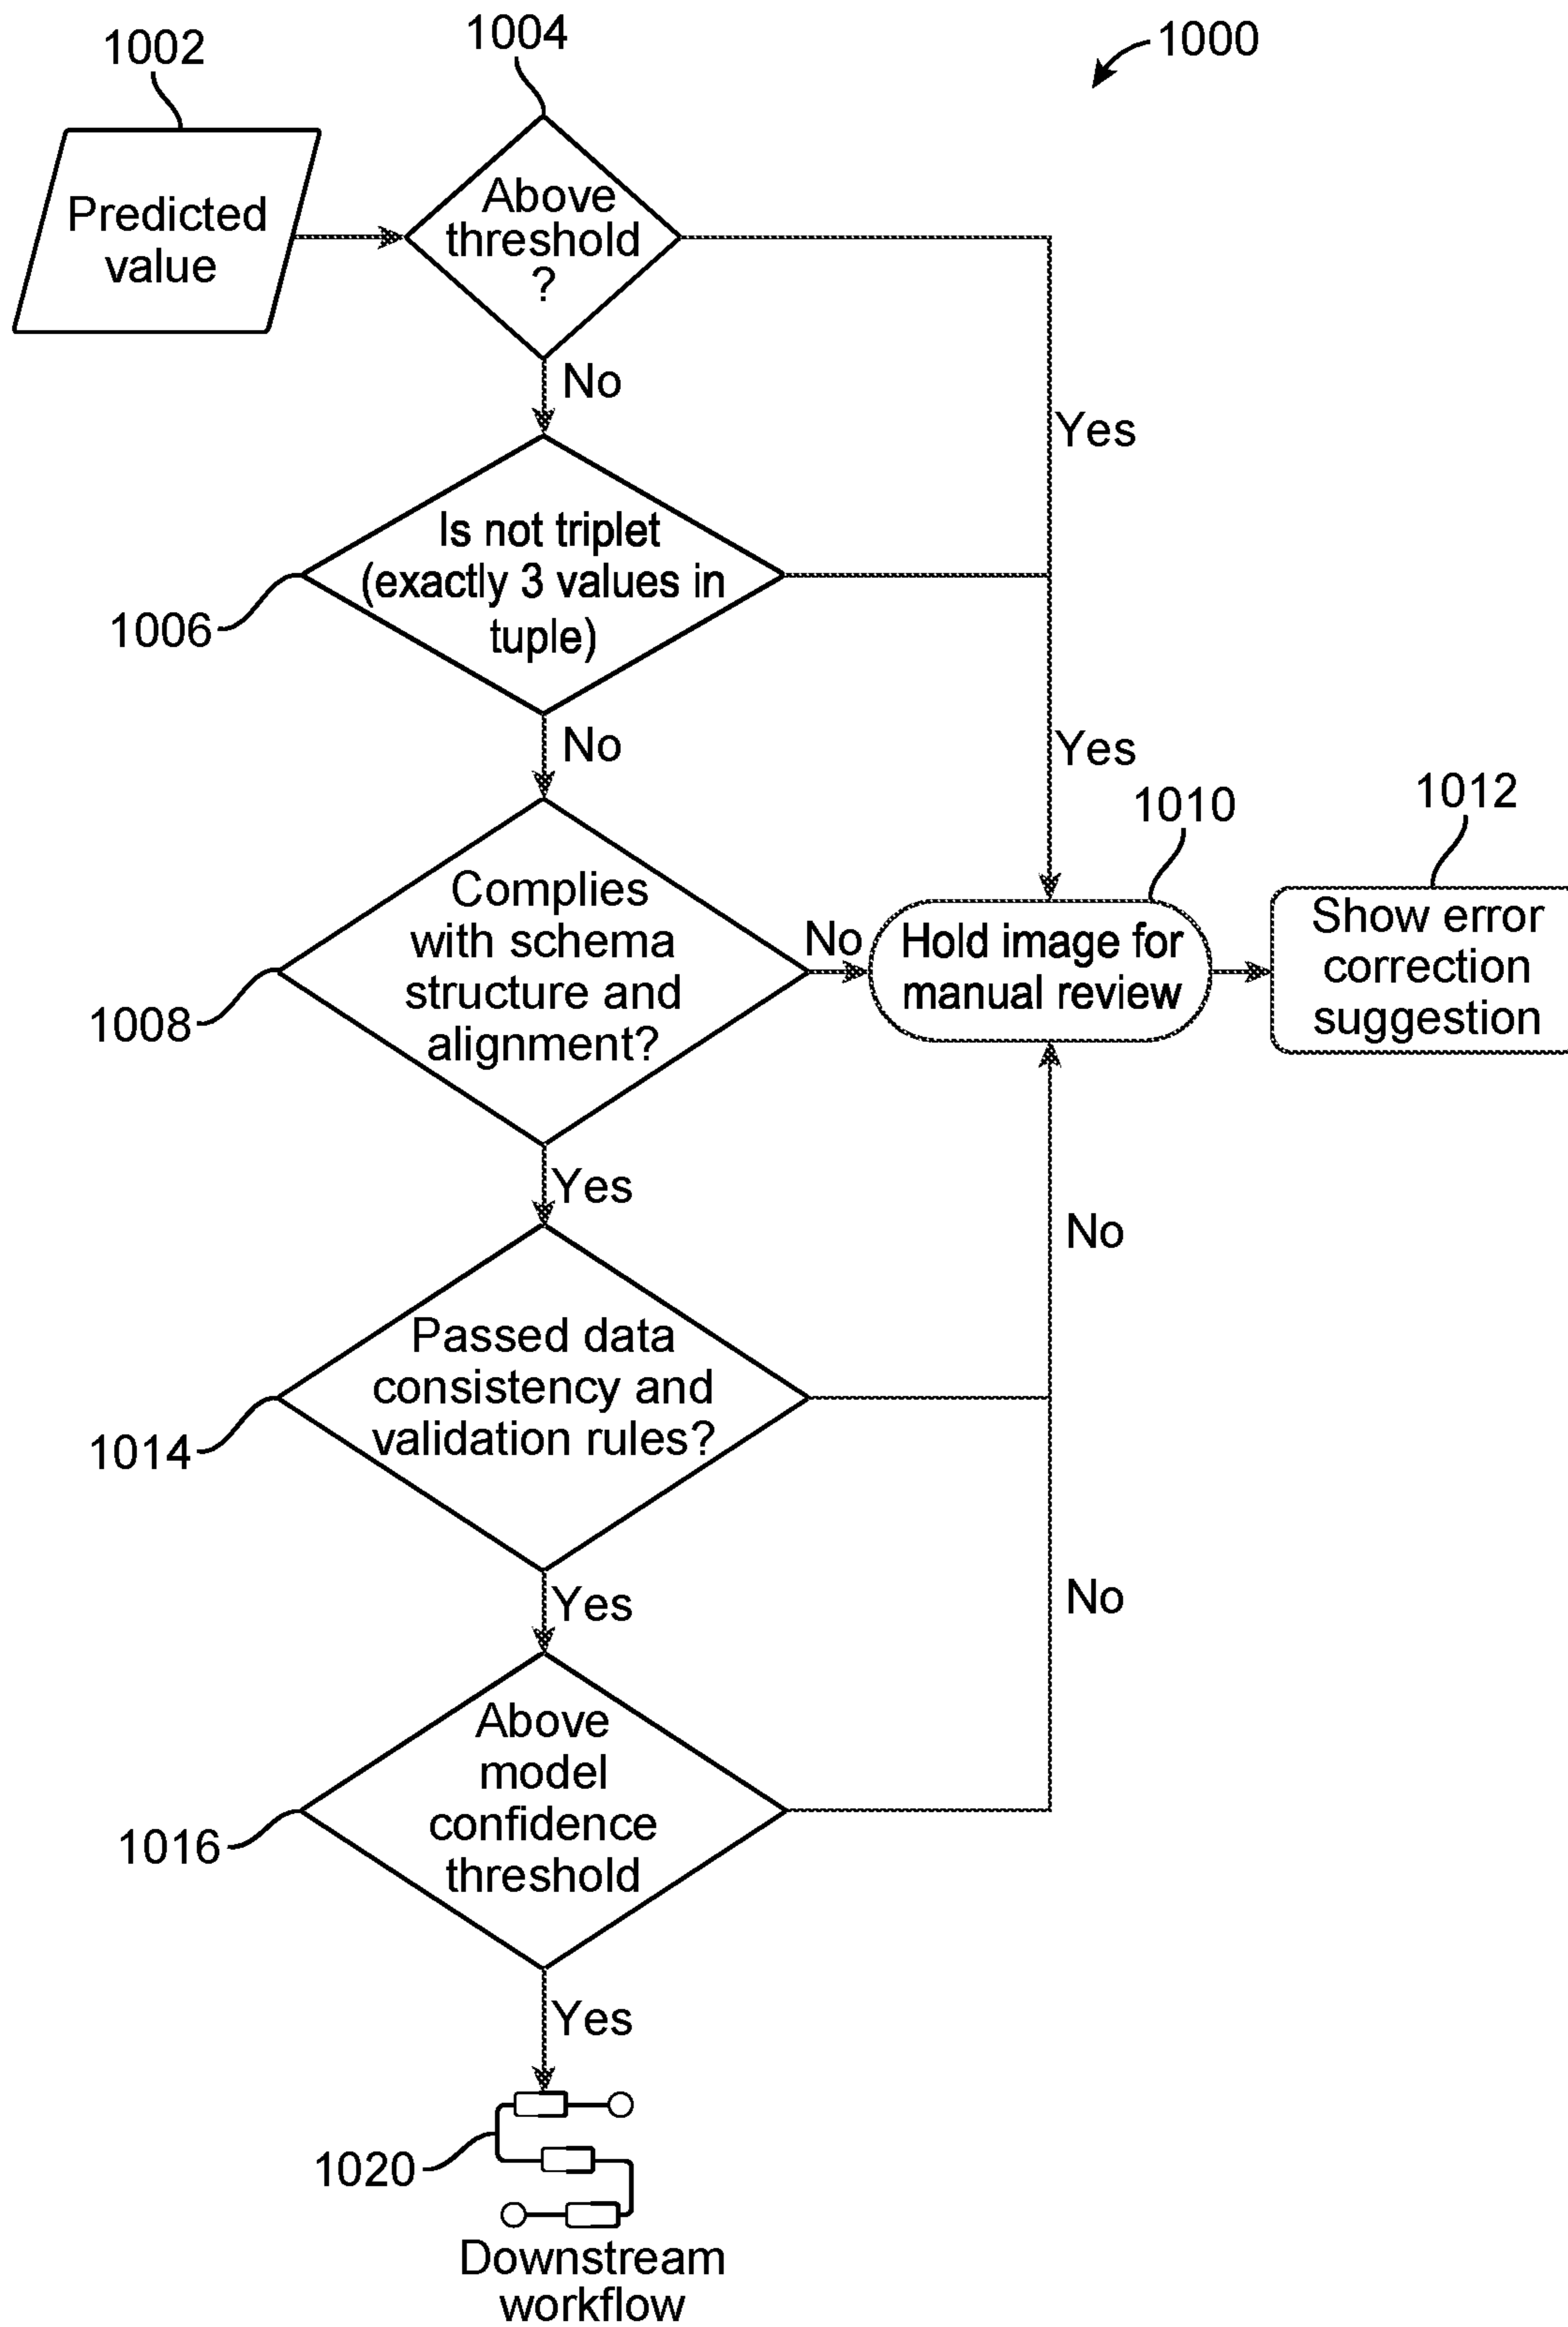 1002
1004
1000
Predicted
value
Above
threshold
?
No
Yes
Is not triplet
(exactly 3 values in
tuple)
1006
No
Yes
1010
1012
Complies
with schema
structure and
alignment?
1008
No
Hold image for
manual review
Show error
correction
suggestion
Yes
No
Passed data
consistency and
validation rules?
1014
Yes
No
Above
model
confidence
threshold
1016
Yes
1020
Downstream
workflow